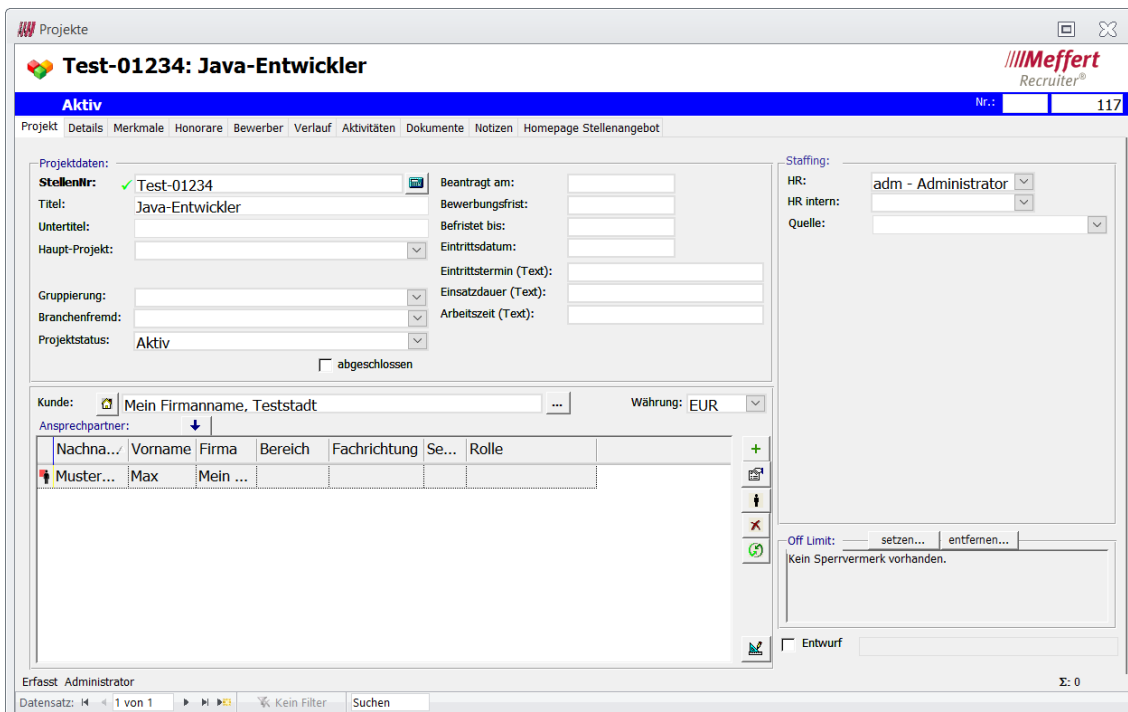 Projekte
Test-01234: Java-Entwickler
////Meffert
Recruiter®
Aktiv
Nr.:
117
Projekt Details Merkmale Honorare Bewerber Verlauf Aktivitäten Dokumente Notizen Homepage Stellenangebot
Projektdaten:
StellenNr: Test-01234
Titel: Java-Entwickler
Untertitel:
Haupt-Projekt:
Gruppierung:
Branchenfremd:
Projektstatus: Aktiv
abgeschlossen
Beantragt am:
Bewerbungsfrist:
Befristet bis:
Eintrittsdatum:
Eintrittstermin (Text):
Einsatzdauer (Text):
Arbeitszeit (Text):
Staffing:
HR: adm - Administrator
HR intern:
Quelle:
Kunde: Mein Firmanname, Teststadt ... Währung: EUR
Ansprechpartner:
Nachna... Vorname Firma Bereich Fachrichtung Se... Rolle
Muster... Max Mein ...
Off Limit: setzen... entfernen...
Kein Sperrvermerk vorhanden.
Entwurf
Erfasst Administrator
Σ: 0
Datensatz: 1 von 1 Kein Filter Suchen